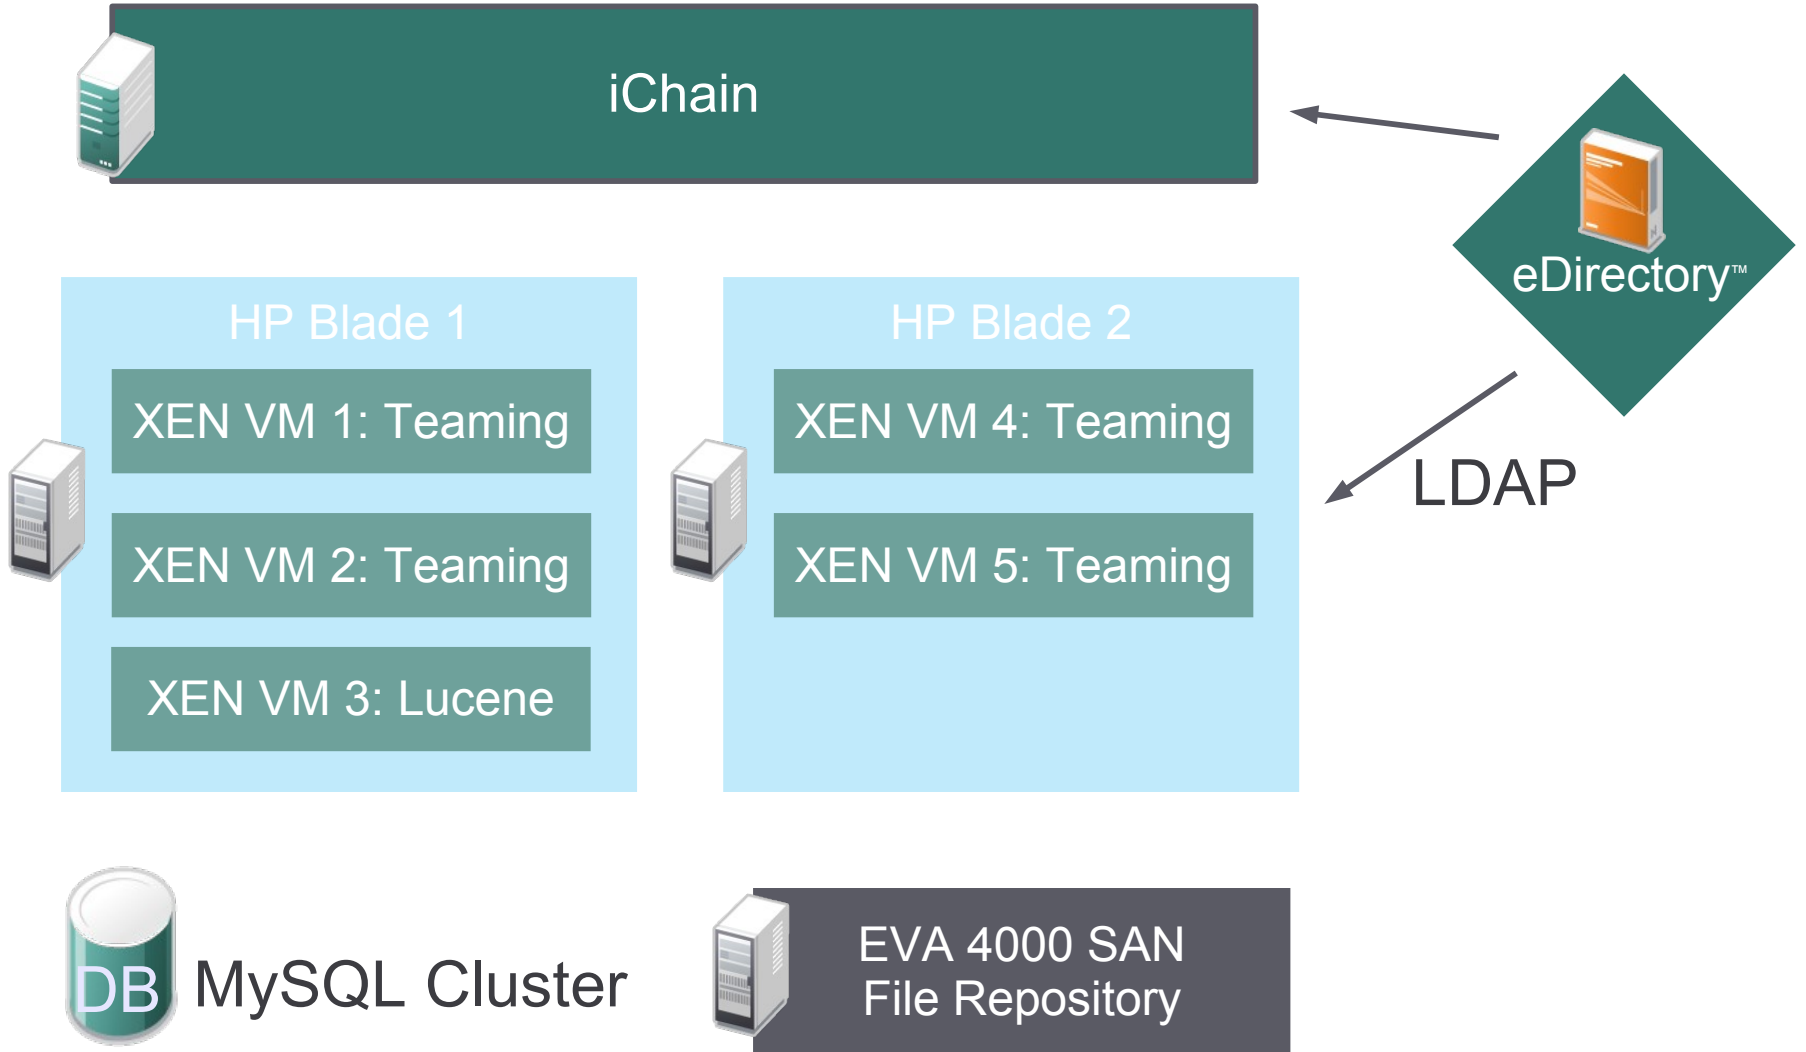 iChain
eDirectory™
HP Blade 1
HP Blade 2
XEN VM 1: Teaming
XEN VM 4: Teaming
LDAP
XEN VM 2: Teaming
XEN VM 5: Teaming
XEN VM 3: Lucene
DB
MySQL Cluster
EVA 4000 SAN
File Repository